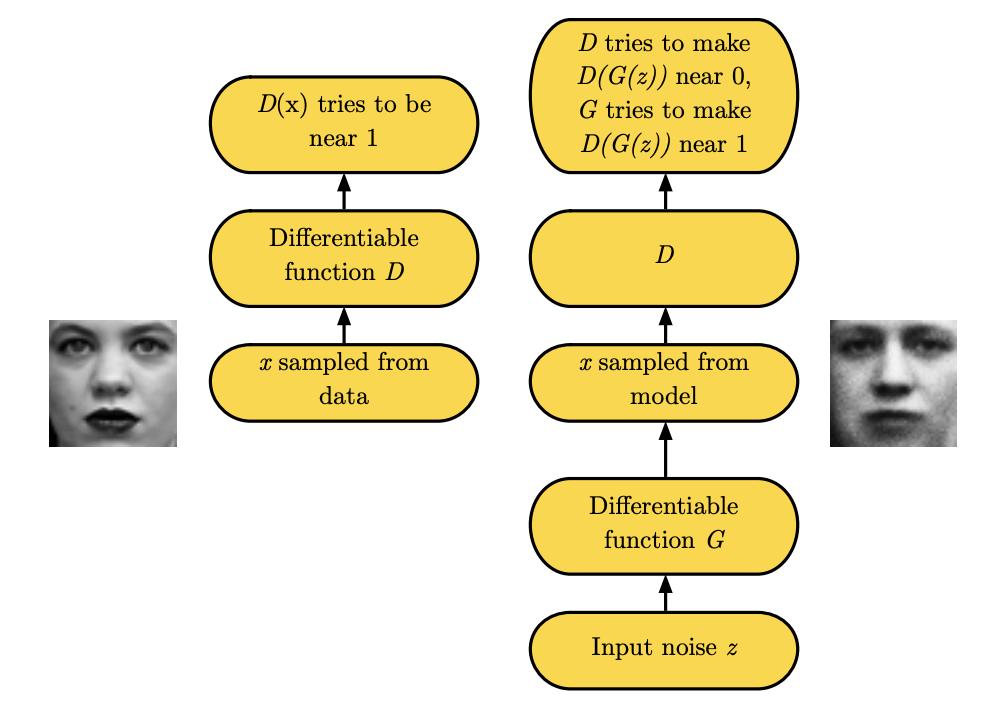 D(x) tries to be
near 1
Differentiable
function D
x sampled from
data
D tries to make
D(G(z)) near 0,
G tries to make
D(G(z)) near 1
D
x sampled from
model
Differentiable
function G
Input noise z